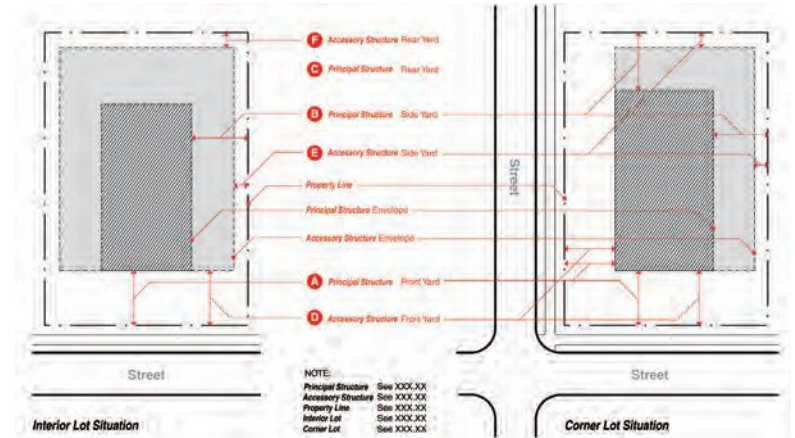 F Accessory Structure Rear Yard
C Principal Structure Rear Yard
B Principal Structure Side Yard
E Accessory Structure Side Yard
Property Line
Principal Structure Envelope
Accessory Structure Envelope
A Principal Structure Front Yard
D Accessory Structure Front Yard
Street
Street
Street
NOTE:
Principal Structure See XXX.XX
Accessory Structure See XXX.XX
Property Line See XXX.XX
Interior Lot See XXX.XX
Corner Lot See XXX.XX
Interior Lot Situation
Corner Lot Situation